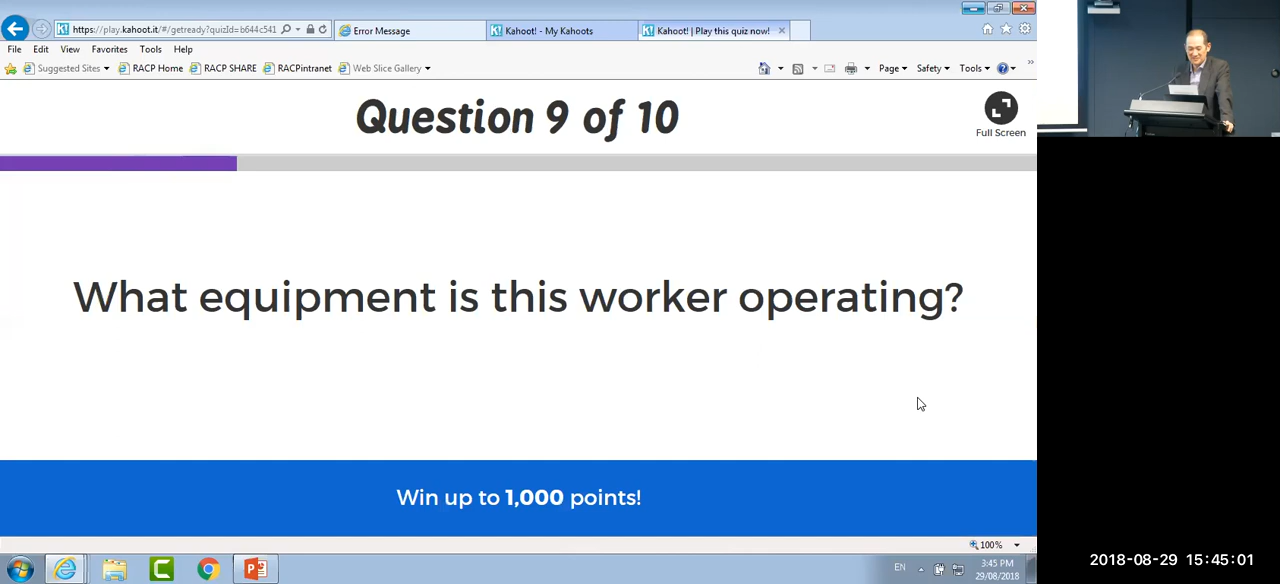 https://play.kahoot.it/#/getready?quizId=b644c541
Error Message
Kahoot! - My Kahoots
Kahoot! | Play this quiz now!
File Edit View Favorites Tools Help
Suggested Sites RACP Home RACP SHARE RACPintranet Web Slice Gallery
Page Safety Tools
Question 9 of 10
Full Screen
What equipment is this worker operating?
Win up to 1,000 points!
100%
EN
3:45 PM
29/08/2018
2018-08-29 15:45:01